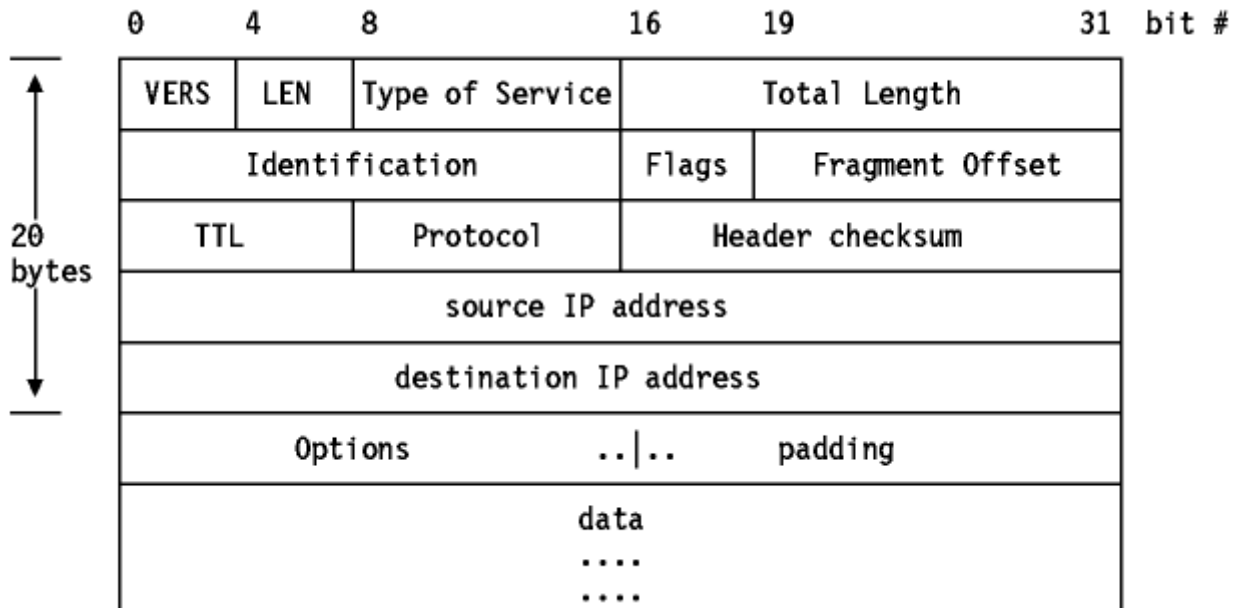 0 4 8 16 19 31 bit #
VERS LEN Type of Service Total Length
Identification Flags Fragment Offset
20 bytes
TTL Protocol Header checksum
source IP address
destination IP address
Options ..|.. padding
data
....
....